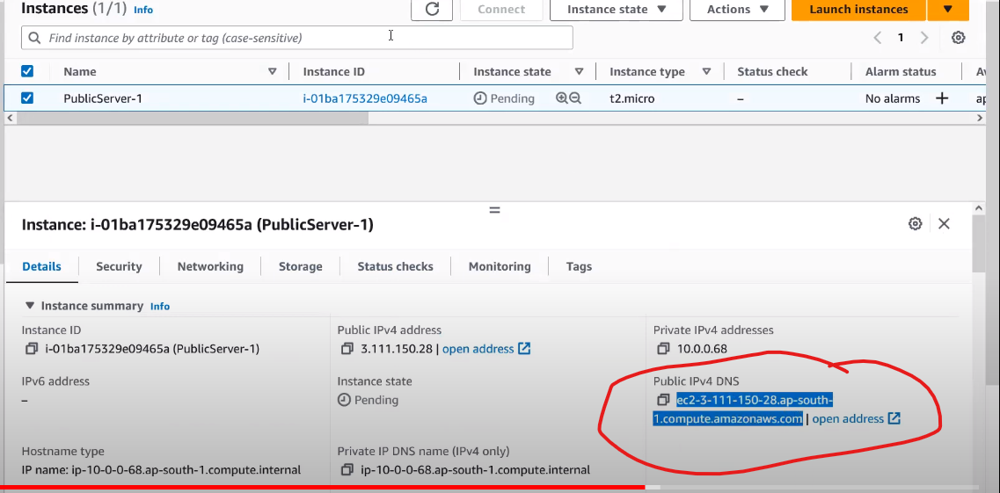 Instances (1/1) Info
Connect
Instance state
Actions
Launch instances
Find instance by attribute or tag (case-sensitive)
1
Name
Instance ID
Instance state
Instance type
Status check
Alarm status
PublicServer-1
i-01ba175329e09465a
Pending
t2.micro
–
No alarms
Instance: i-01ba175329e09465a (PublicServer-1)
Details
Security
Networking
Storage
Status checks
Monitoring
Tags
Instance summary Info
Instance ID
i-01ba175329e09465a (PublicServer-1)
Public IPv4 address
3.111.150.28 | open address
Private IPv4 addresses
10.0.0.68
IPv6 address
–
Instance state
Pending
Public IPv4 DNS
ec2-3-111-150-28.ap-south-
1.compute.amazonaws.com | open address
Hostname type
IP name: ip-10-0-0-68.ap-south-1.compute.internal
Private IP DNS name (IPv4 only)
ip-10-0-0-68.ap-south-1.compute.internal